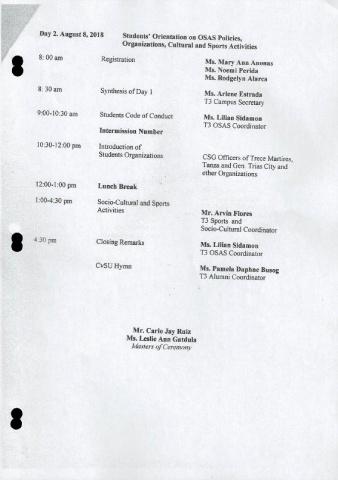 Day 2. August 8, 2018 Students' Orientation on OSAS Policies,
Organizations, Cultural and Sports Activities
8: 00 am Registration Ms. Mary Ann Anonas
Ms. Noemi Perida
Ms. Rodgelyn Alarca
8: 30 am Synthesis of Day 1 Ms. Arlene Estrada
T3 Campus Secretary
9:00-10:30 am Students Code of Conduct Ms. Lilian Sidamon
T3 OSAS Coordinator
Intermission Number
10:30-12:00 pm Introduction of
Students Organizations CSG Officers of Trece Martires,
Tanza and Gen. Trias City and
other Organizations
12:00-1:00 pm Lunch Break
1:00-4:30 pm Socio-Cultural and Sports
Activities Mr. Arvin Flores
T3 Sports and
Socio-Cultural Coordinator
4:30 pm Closing Remarks Ms. Lilian Sidamon
T3 OSAS Coordinator
CvSU Hymn Ms. Pamela Daphne Busog
T3 Alumni Coordinator
Mr. Carlo Jay Ruiz
Ms. Leslie Ann Gatdula
Masters of Ceremony